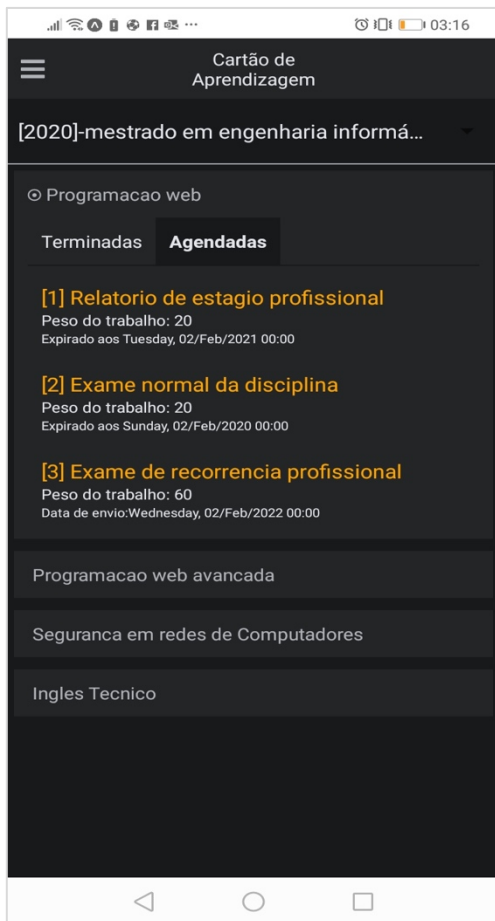 03:16
Cartão de
Aprendizagem
[2020]-mestrado em engenharia informá...
Programacao web
Terminadas Agendadas
[1] Relatorio de estagio profissional
Peso do trabalho: 20
Expirado aos Tuesday, 02/Feb/2021 00:00
[2] Exame normal da disciplina
Peso do trabalho: 20
Expirado aos Sunday, 02/Feb/2020 00:00
[3] Exame de recorrencia profissional
Peso do trabalho: 60
Data de envio:Wednesday, 02/Feb/2022 00:00
Programacao web avancada
Seguranca em redes de Computadores
Ingles Tecnico